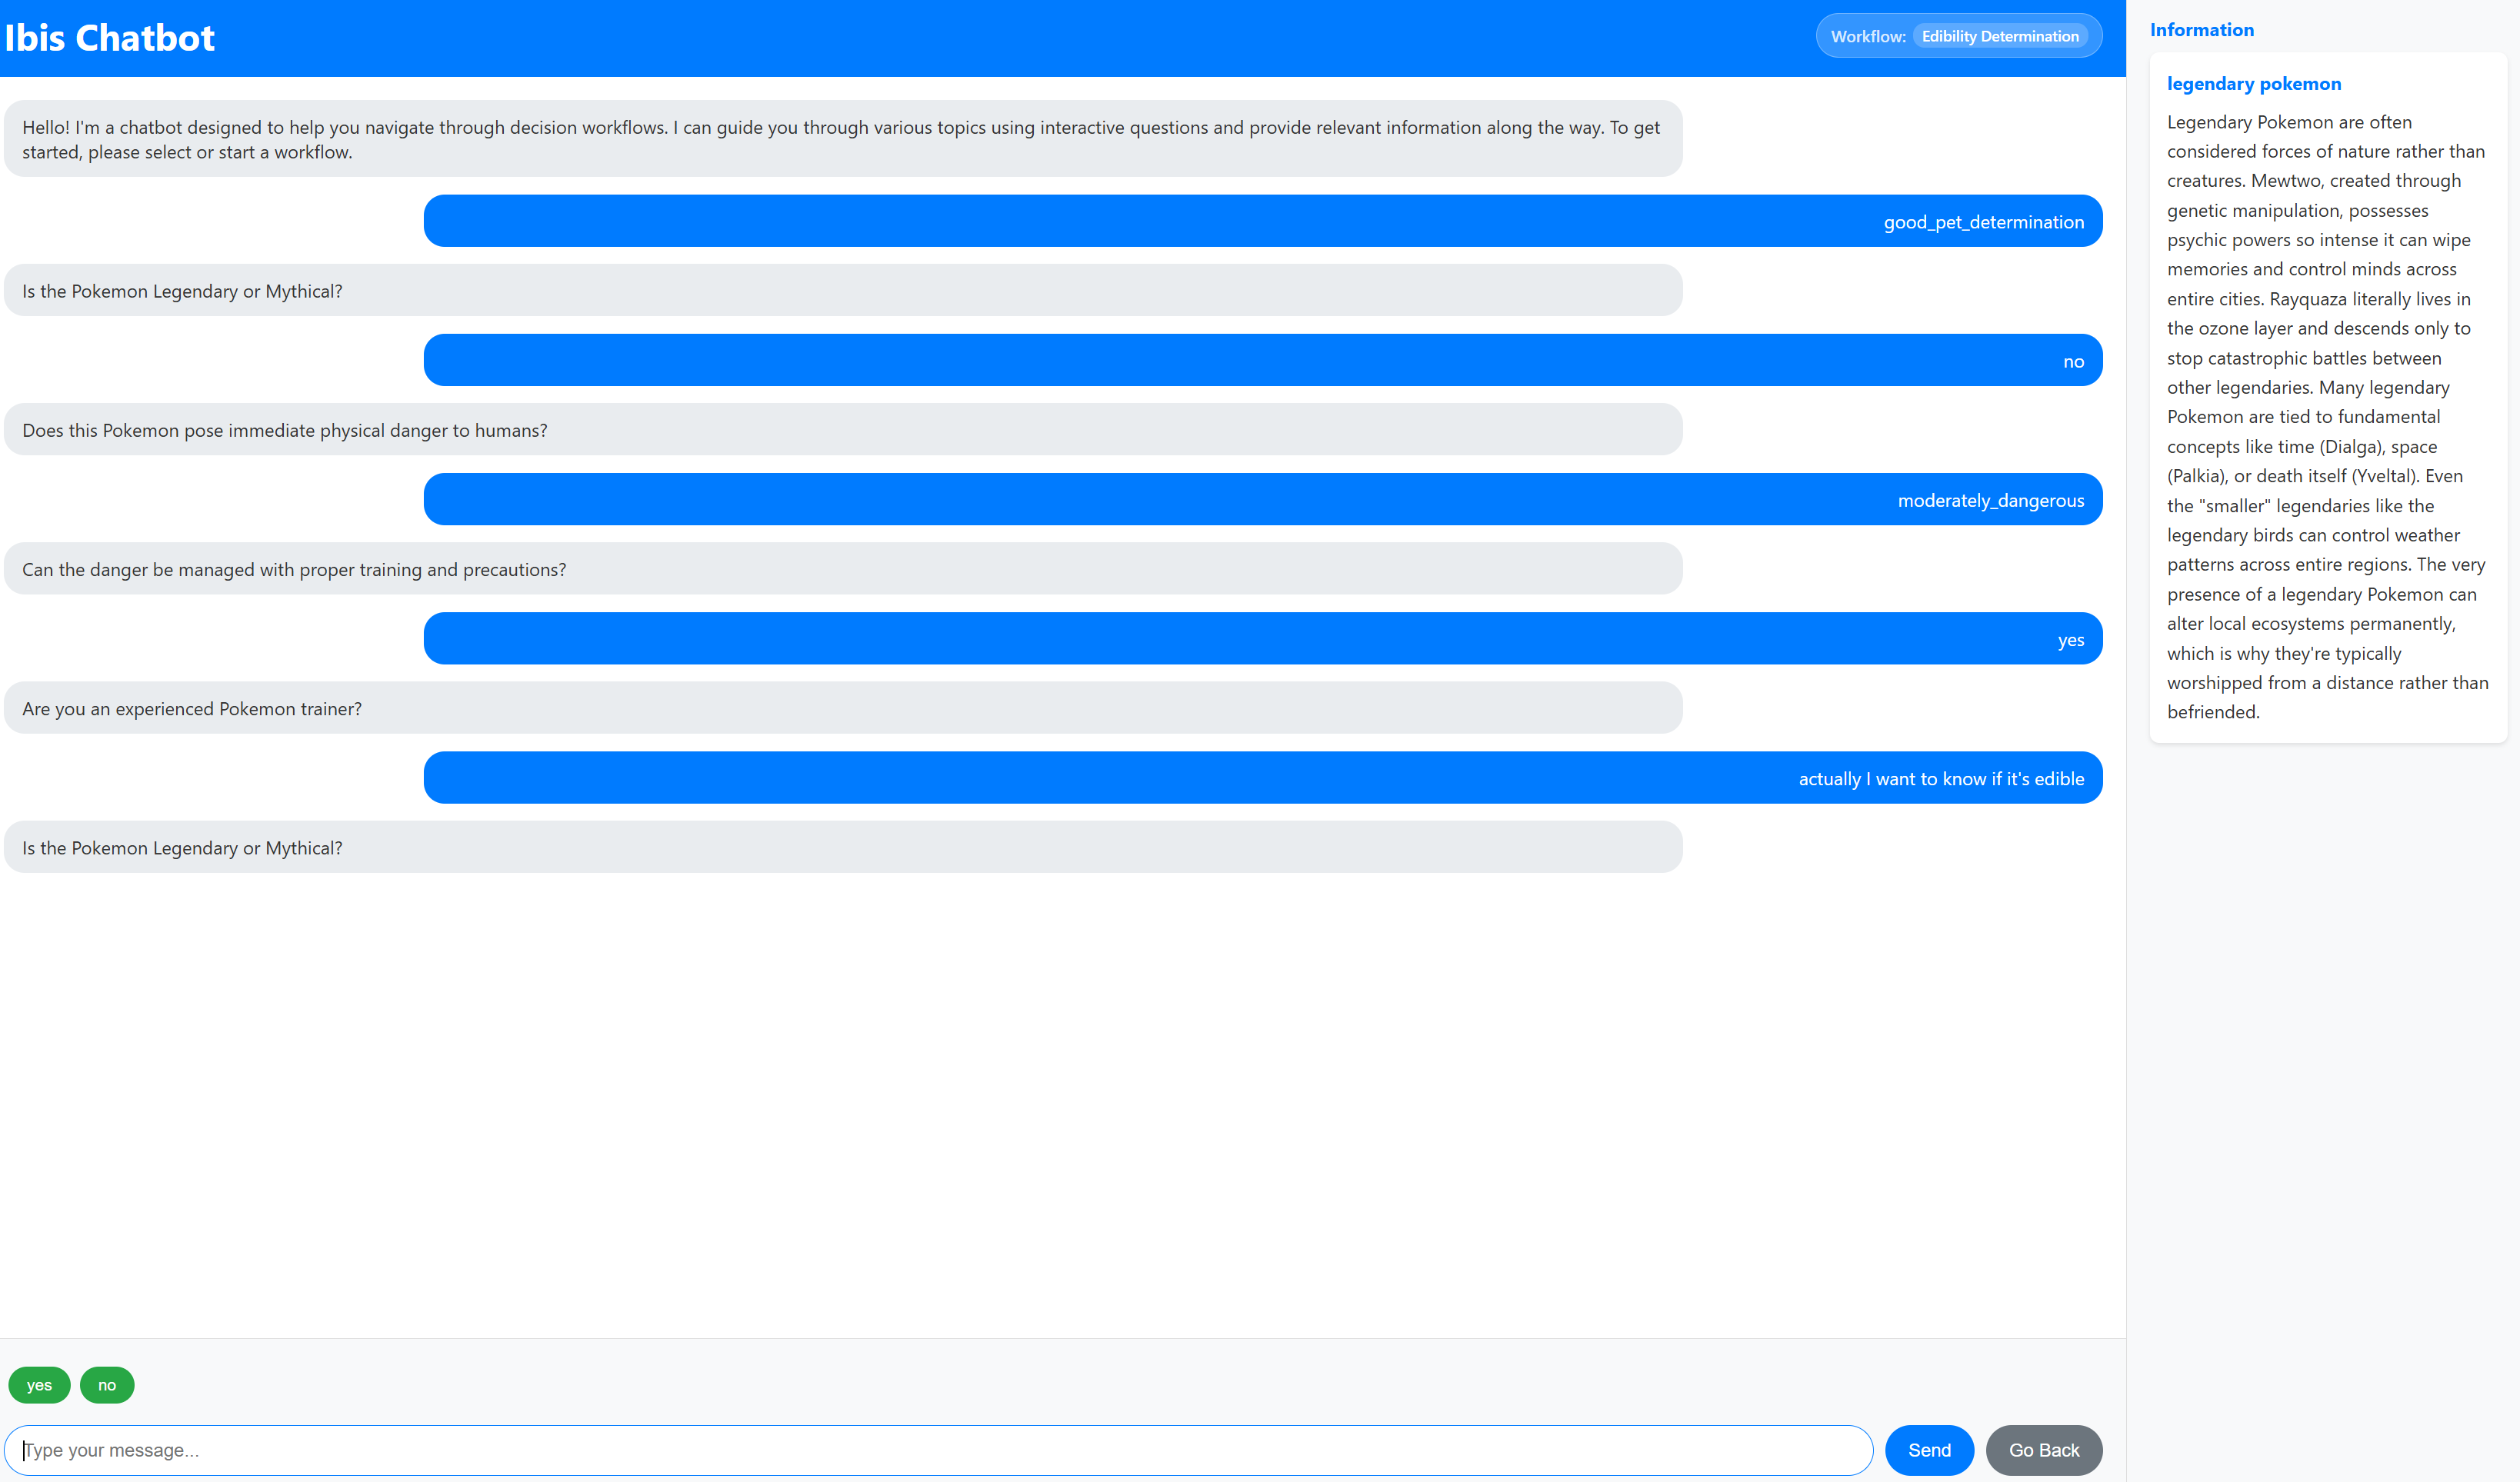 Ibis Chatbot
Workflow: Edibility Determination
Hello! I'm a chatbot designed to help you navigate through decision workflows. I can guide you through various topics using interactive questions and provide relevant information along the way. To get
started, please select or start a workflow.
good_pet_determination
Is the Pokemon Legendary or Mythical?
no
Does this Pokemon pose immediate physical danger to humans?
moderately_dangerous
Can the danger be managed with proper training and precautions?
yes
Are you an experienced Pokemon trainer?
actually I want to know if it's edible
Is the Pokemon Legendary or Mythical?
yes
no
Type your message...
Send
Go Back
Information
legendary pokemon
Legendary Pokemon are often
considered forces of nature rather than
creatures. Mewtwo, created through
genetic manipulation, possesses
psychic powers so intense it can wipe
memories and control minds across
entire cities. Rayquaza literally lives in
the ozone layer and descends only to
stop catastrophic battles between
other legendaries. Many legendary
Pokemon are tied to fundamental
concepts like time (Dialga), space
(Palkia), or death itself (Yveltal). Even
the "smaller" legendaries like the
legendary birds can control weather
patterns across entire regions. The very
presence of a legendary Pokemon can
alter local ecosystems permanently,
which is why they're typically
worshipped from a distance rather than
befriended.